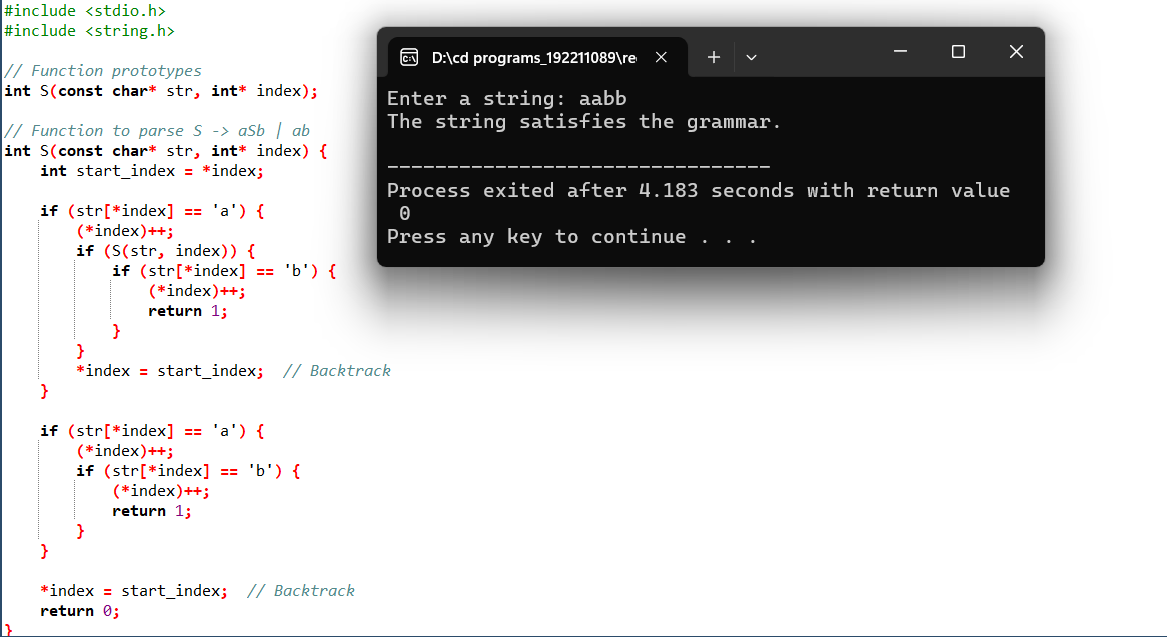 #include <stdio.h>
#include <string.h>

// Function prototypes
int S(const char* str, int* index);

// Function to parse S -> aSb | ab
int S(const char* str, int* index) {
    int start_index = *index;

    if (str[*index] == 'a') {
        (*index)++;
        if (S(str, index)) {
            if (str[*index] == 'b') {
                (*index)++;
                return 1;
            }
        }
        *index = start_index;  // Backtrack
    }

    if (str[*index] == 'a') {
        (*index)++;
        if (str[*index] == 'b') {
            (*index)++;
            return 1;
        }
    }

    *index = start_index;  // Backtrack
    return 0;
}
D:\cd programs_192211089\re
Enter a string: aabb
The string satisfies the grammar.

--------------------------------
Process exited after 4.183 seconds with return value
 0
Press any key to continue . . .